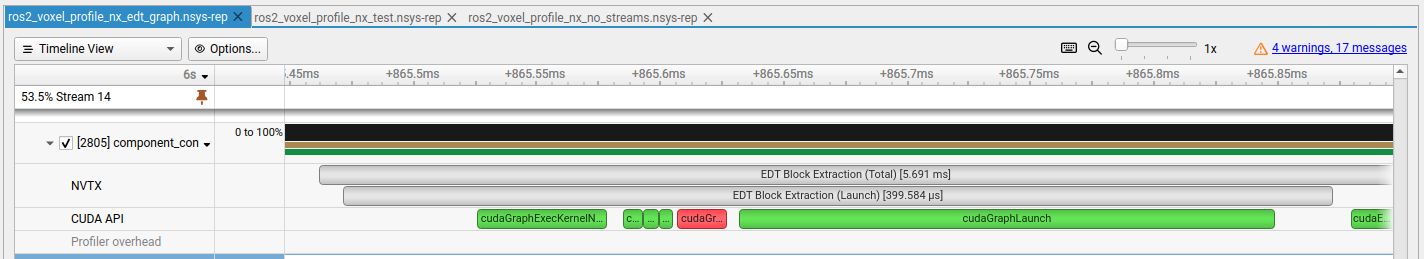 ros2_voxel_profile_nx_edt_graph.nsys-rep ros2_voxel_profile_nx_test.nsys-rep ros2_voxel_profile_nx_no_streams.nsys-rep
Timeline View Options... 1x 4 warnings, 17 messages
6s .45ms +865.5ms +865.55ms +865.6ms +865.65ms +865.7ms +865.75ms +865.8ms +865.85ms
53.5% Stream 14
[2805] component_con 0 to 100%
NVTX EDT Block Extraction (Total) [5.691 ms]
EDT Block Extraction (Launch) [399.584 μs]
CUDA API cudaGraphExecKernelN... c... ... ... cudaGr... cudaGraphLaunch cudaE...
Profiler overhead